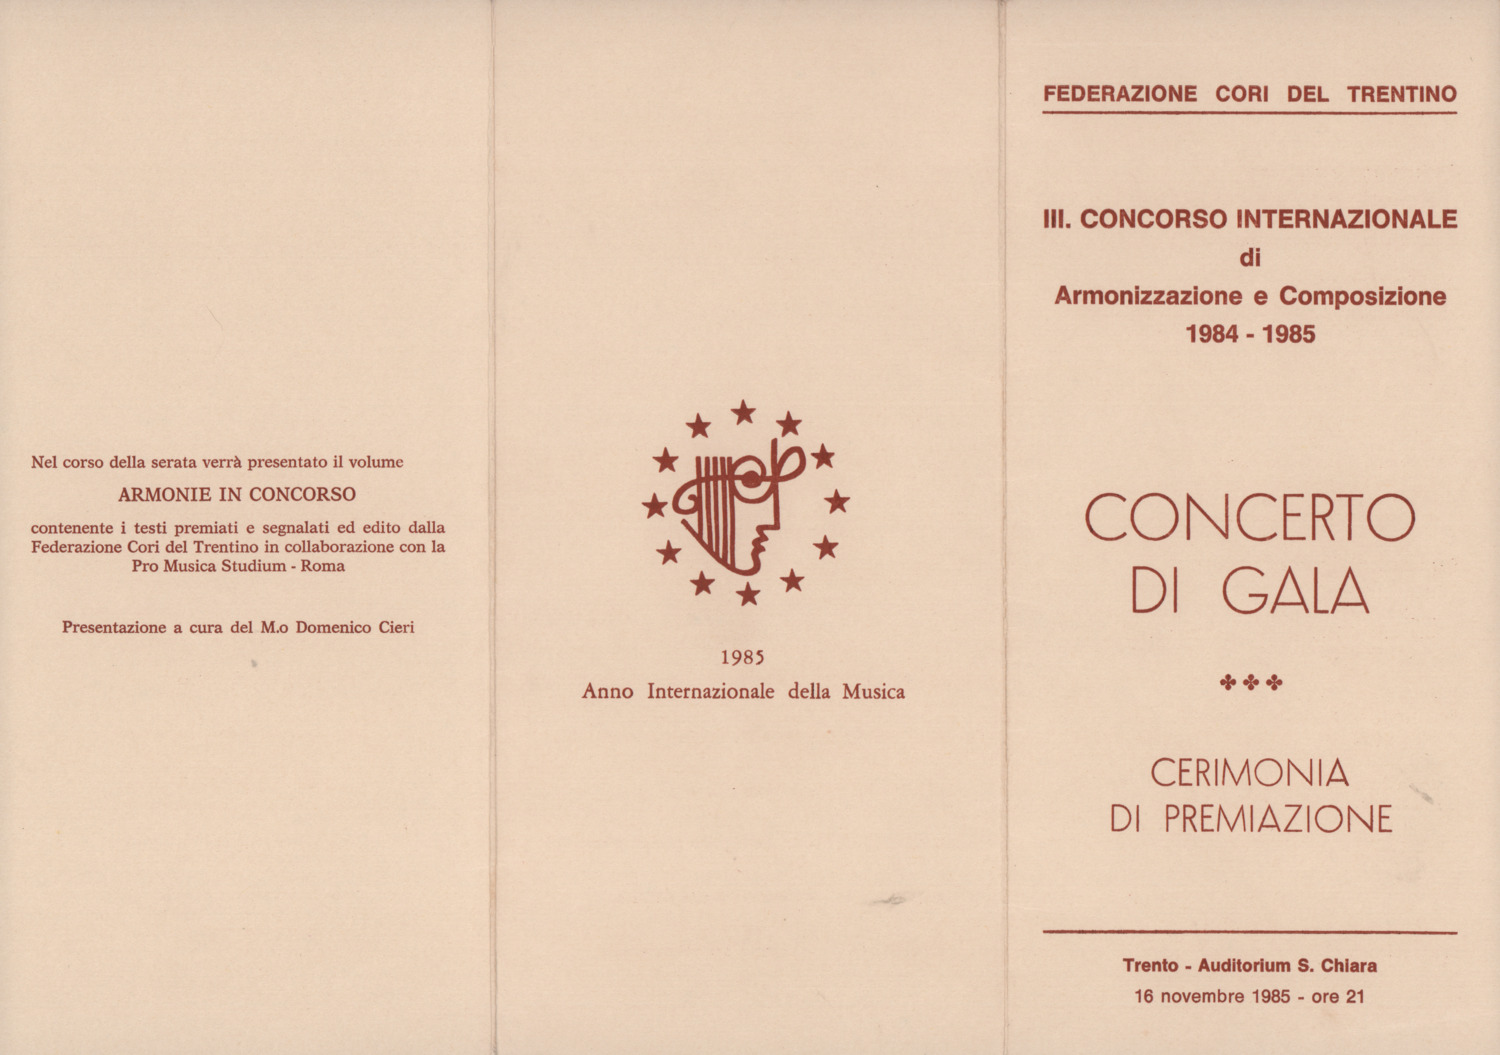 Nel corso della serata verrà presentato il volume
ARMONIE IN CONCORSO
contenente i testi premiati e segnalati ed edito dalla
Federazione Cori del Trentino in collaborazione con la
Pro Musica Studium - Roma
Presentazione a cura del M.o Domenico Cieri
1985
Anno Internazionale della Musica
FEDERAZIONE CORI DEL TRENTINO
III. CONCORSO INTERNAZIONALE
di
Armonizzazione e Composizione
1984 - 1985
CONCERTO
DI GALA
CERIMONIA
DI PREMIAZIONE
Trento - Auditorium S. Chiara
16 novembre 1985 - ore 21